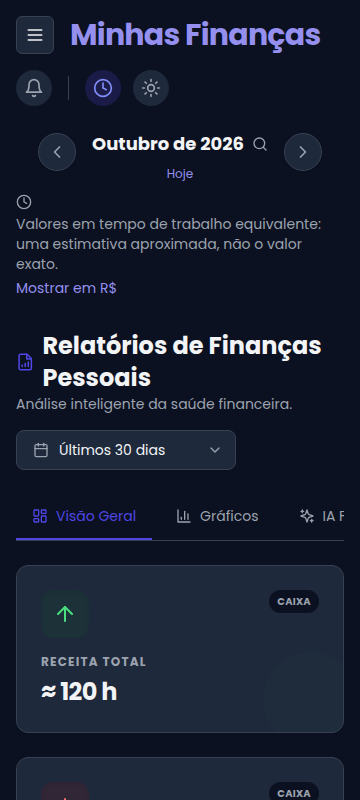 Minhas Finanças
Outubro de 2026
Hoje
Valores em tempo de trabalho equivalente:
uma estimativa aproximada, não o valor
exato.
Mostrar em R$
Relatórios de Finanças
Pessoais
Análise inteligente da saúde financeira.
Últimos 30 dias
Visão Geral
Gráficos
IA
CAIXA
RECEITA TOTAL
≈ 120 h
CAIXA